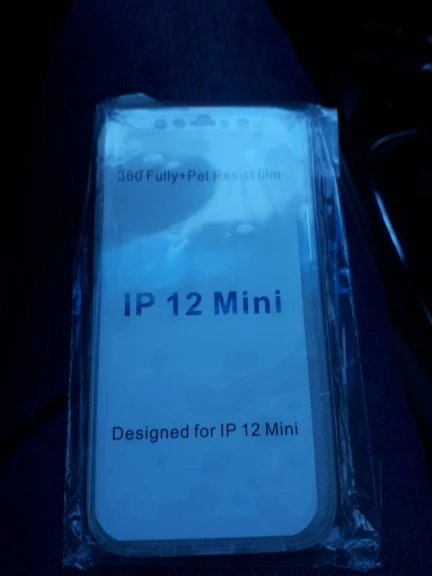 360°Fully+Pet Resist film
IP 12 Mini
Designed for IP 12 Mini